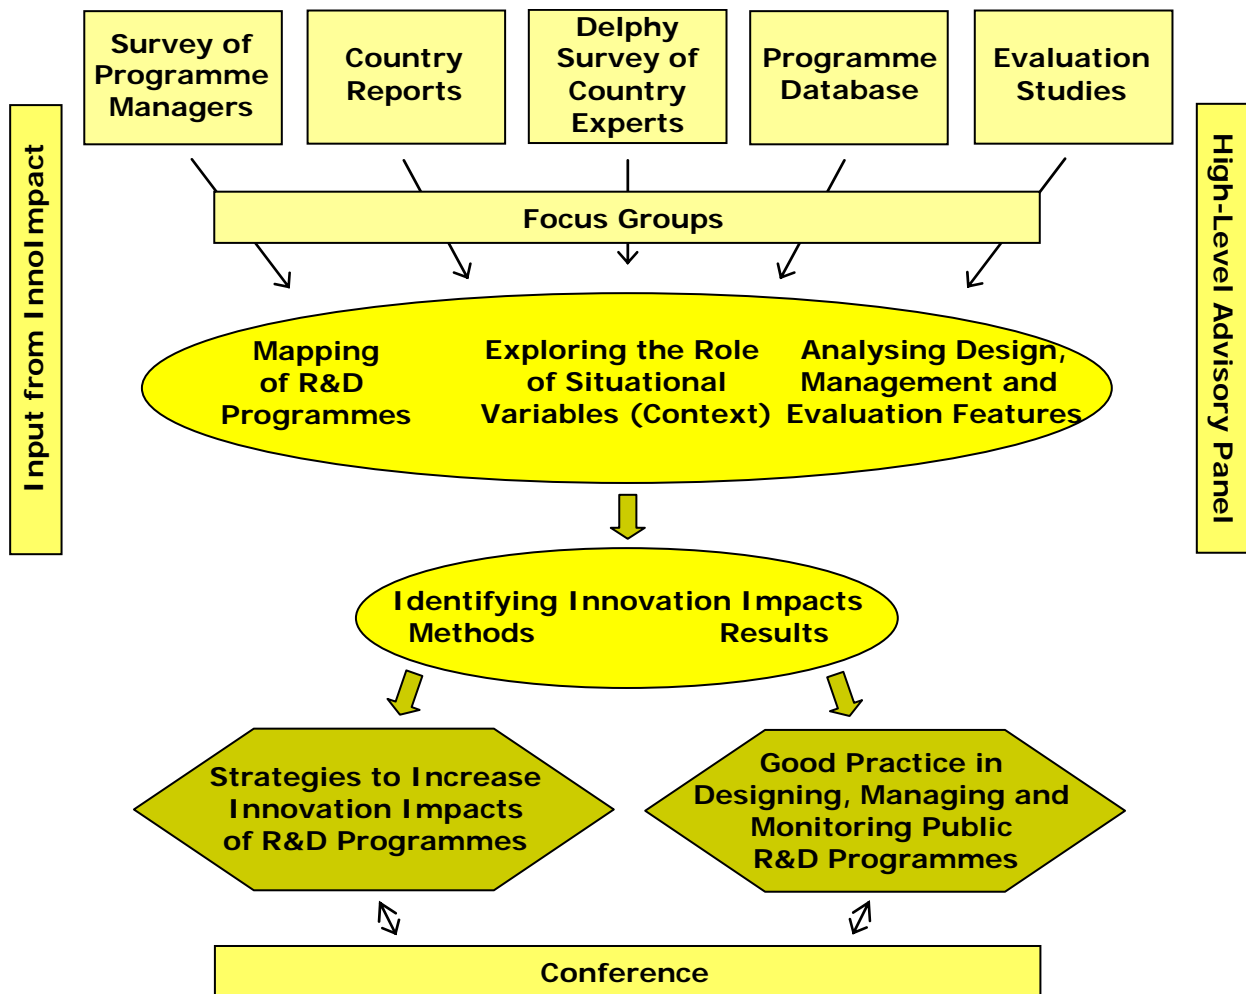 Survey of
Programme
Managers
Country
Reports
Delphy
Survey of
Country
Experts
Programme
Database
Evaluation
Studies
Input from InnoImpact
High-Level Advisory Panel
Focus Groups
Mapping
of R&D
Programmes
Exploring the Role
of Situational
Variables (Context)
Analysing Design,
Management and
Evaluation Features
Identifying Innovation Impacts
Methods Results
Strategies to Increase
Innovation Impacts
of R&D Programmes
Good Practice in
Designing, Managing and
Monitoring Public
R&D Programmes
Conference